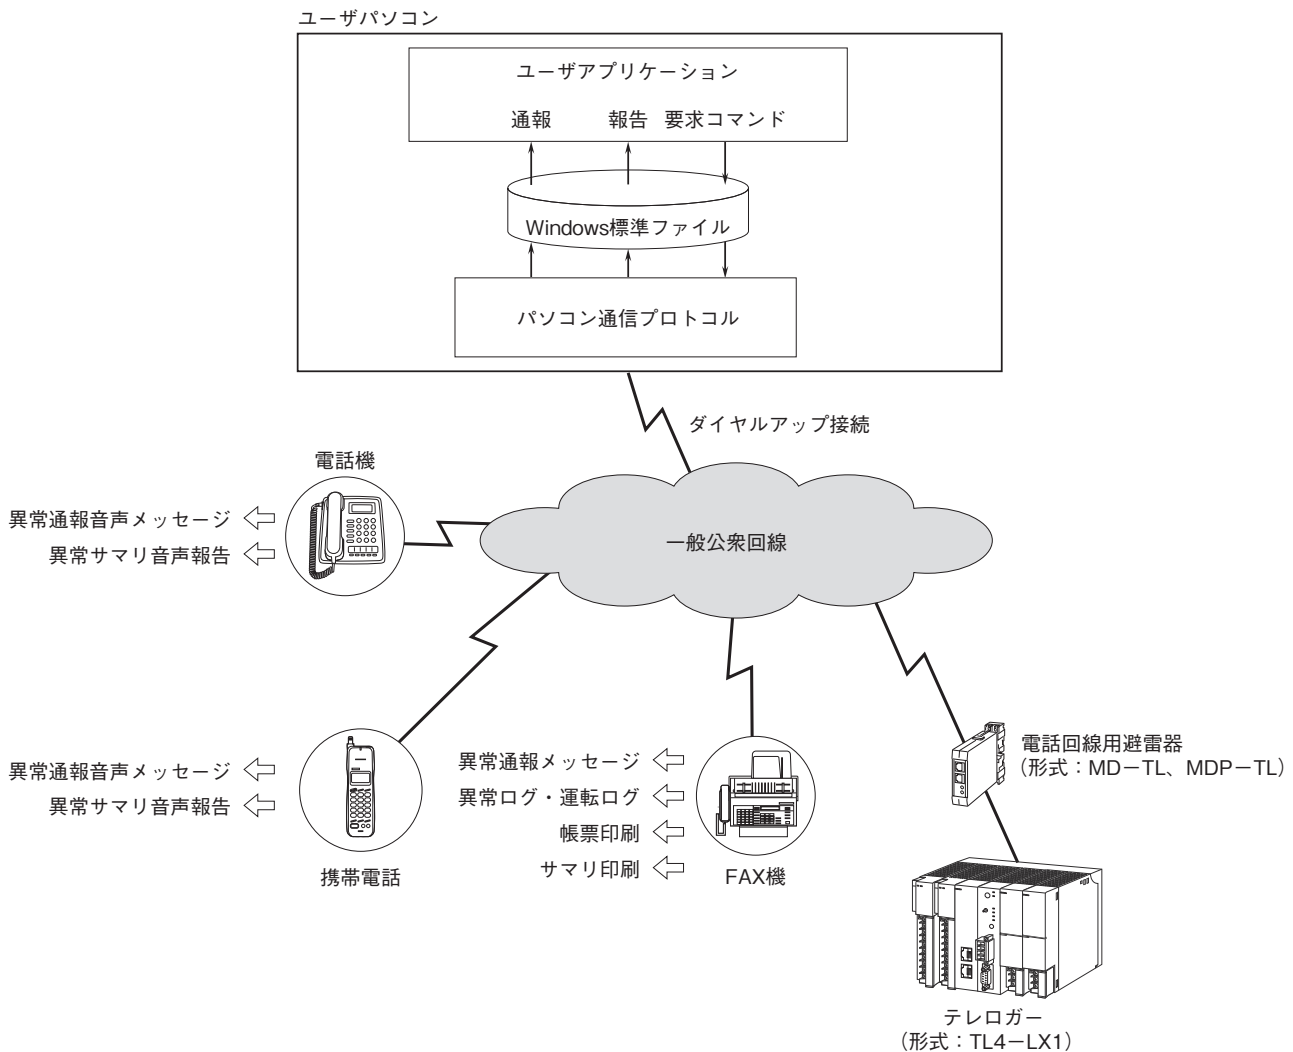 ユーザパソコン
ユーザアプリケーション
通報 報告 要求コマンド
Windows標準ファイル
パソコン通信プロトコル
ダイヤルアップ接続
電話機
異常通報音声メッセージ
異常サマリ音声報告
一般公衆回線
異常通報音声メッセージ
異常サマリ音声報告
携帯電話
異常通報メッセージ
異常ログ・運転ログ
帳票印刷
サマリ印刷
FAX機
電話回線用避雷器
（形式：MD－TL、MDP－TL）
テレロガー
（形式：TL4－LX1）